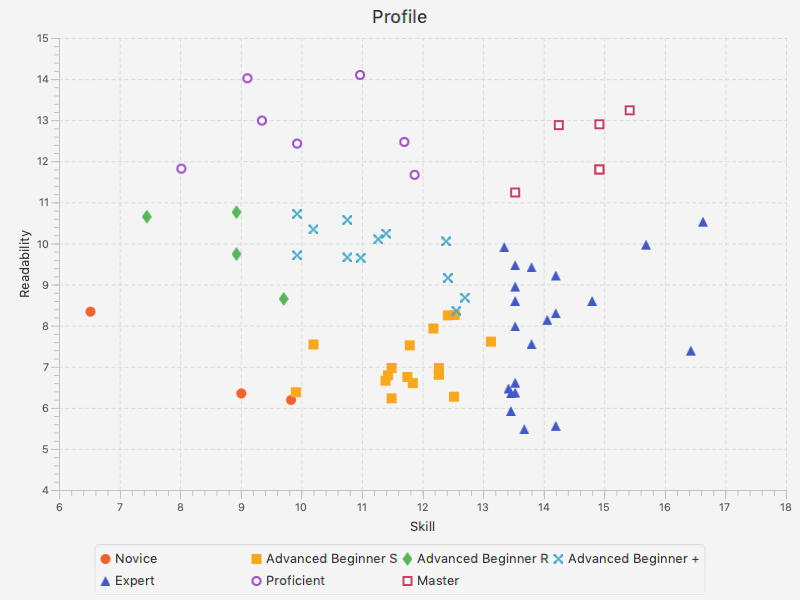 Profile
15
14
13
12
11
10
9
8
7
6
5
4
Readability
6 7 8 9 10 11 12 13 14 15 16 17 18
Skill
Novice Advanced Beginner S Advanced Beginner R Advanced Beginner +
Expert Proficient Master